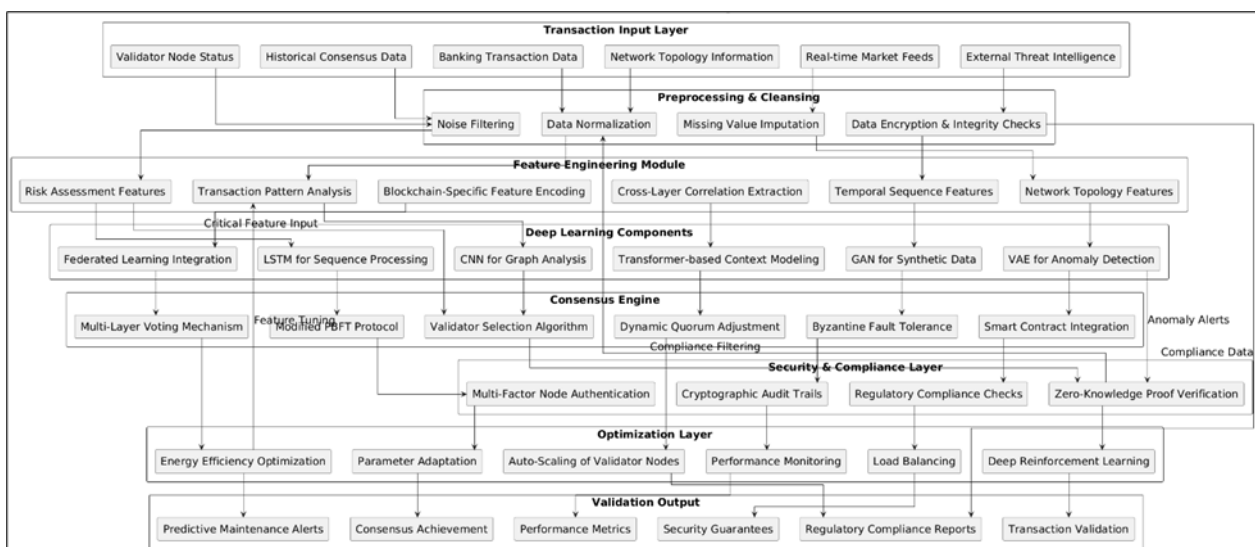 Transaction Input Layer
Validator Node Status
Historical Consensus Data
Banking Transaction Data
Network Topology Information
Real-time Market Feeds
External Threat Intelligence
Preprocessing & Cleansing
Noise Filtering
Data Normalization
Missing Value Imputation
Data Encryption & Integrity Checks
Feature Engineering Module
Risk Assessment Features
Transaction Pattern Analysis
Blockchain-Specific Feature Encoding
Cross-Layer Correlation Extraction
Temporal Sequence Features
Network Topology Features
Critical Feature Input
Deep Learning Components
Federated Learning Integration
LSTM for Sequence Processing
CNN for Graph Analysis
Transformer-based Context Modeling
GAN for Synthetic Data
VAE for Anomaly Detection
Consensus Engine
Multi-Layer Voting Mechanism
Feature Tuning
Modified PBFT Protocol
Validator Selection Algorithm
Dynamic Quorum Adjustment
Byzantine Fault Tolerance
Smart Contract Integration
Anomaly Alerts
Compliance Filtering
Compliance Data
Security & Compliance Layer
Multi-Factor Node Authentication
Cryptographic Audit Trails
Regulatory Compliance Checks
Zero-Knowledge Proof Verification
Optimization Layer
Energy Efficiency Optimization
Parameter Adaptation
Auto-Scaling of Validator Nodes
Performance Monitoring
Load Balancing
Deep Reinforcement Learning
Validation Output
Predictive Maintenance Alerts
Consensus Achievement
Performance Metrics
Security Guarantees
Regulatory Compliance Reports
Transaction Validation